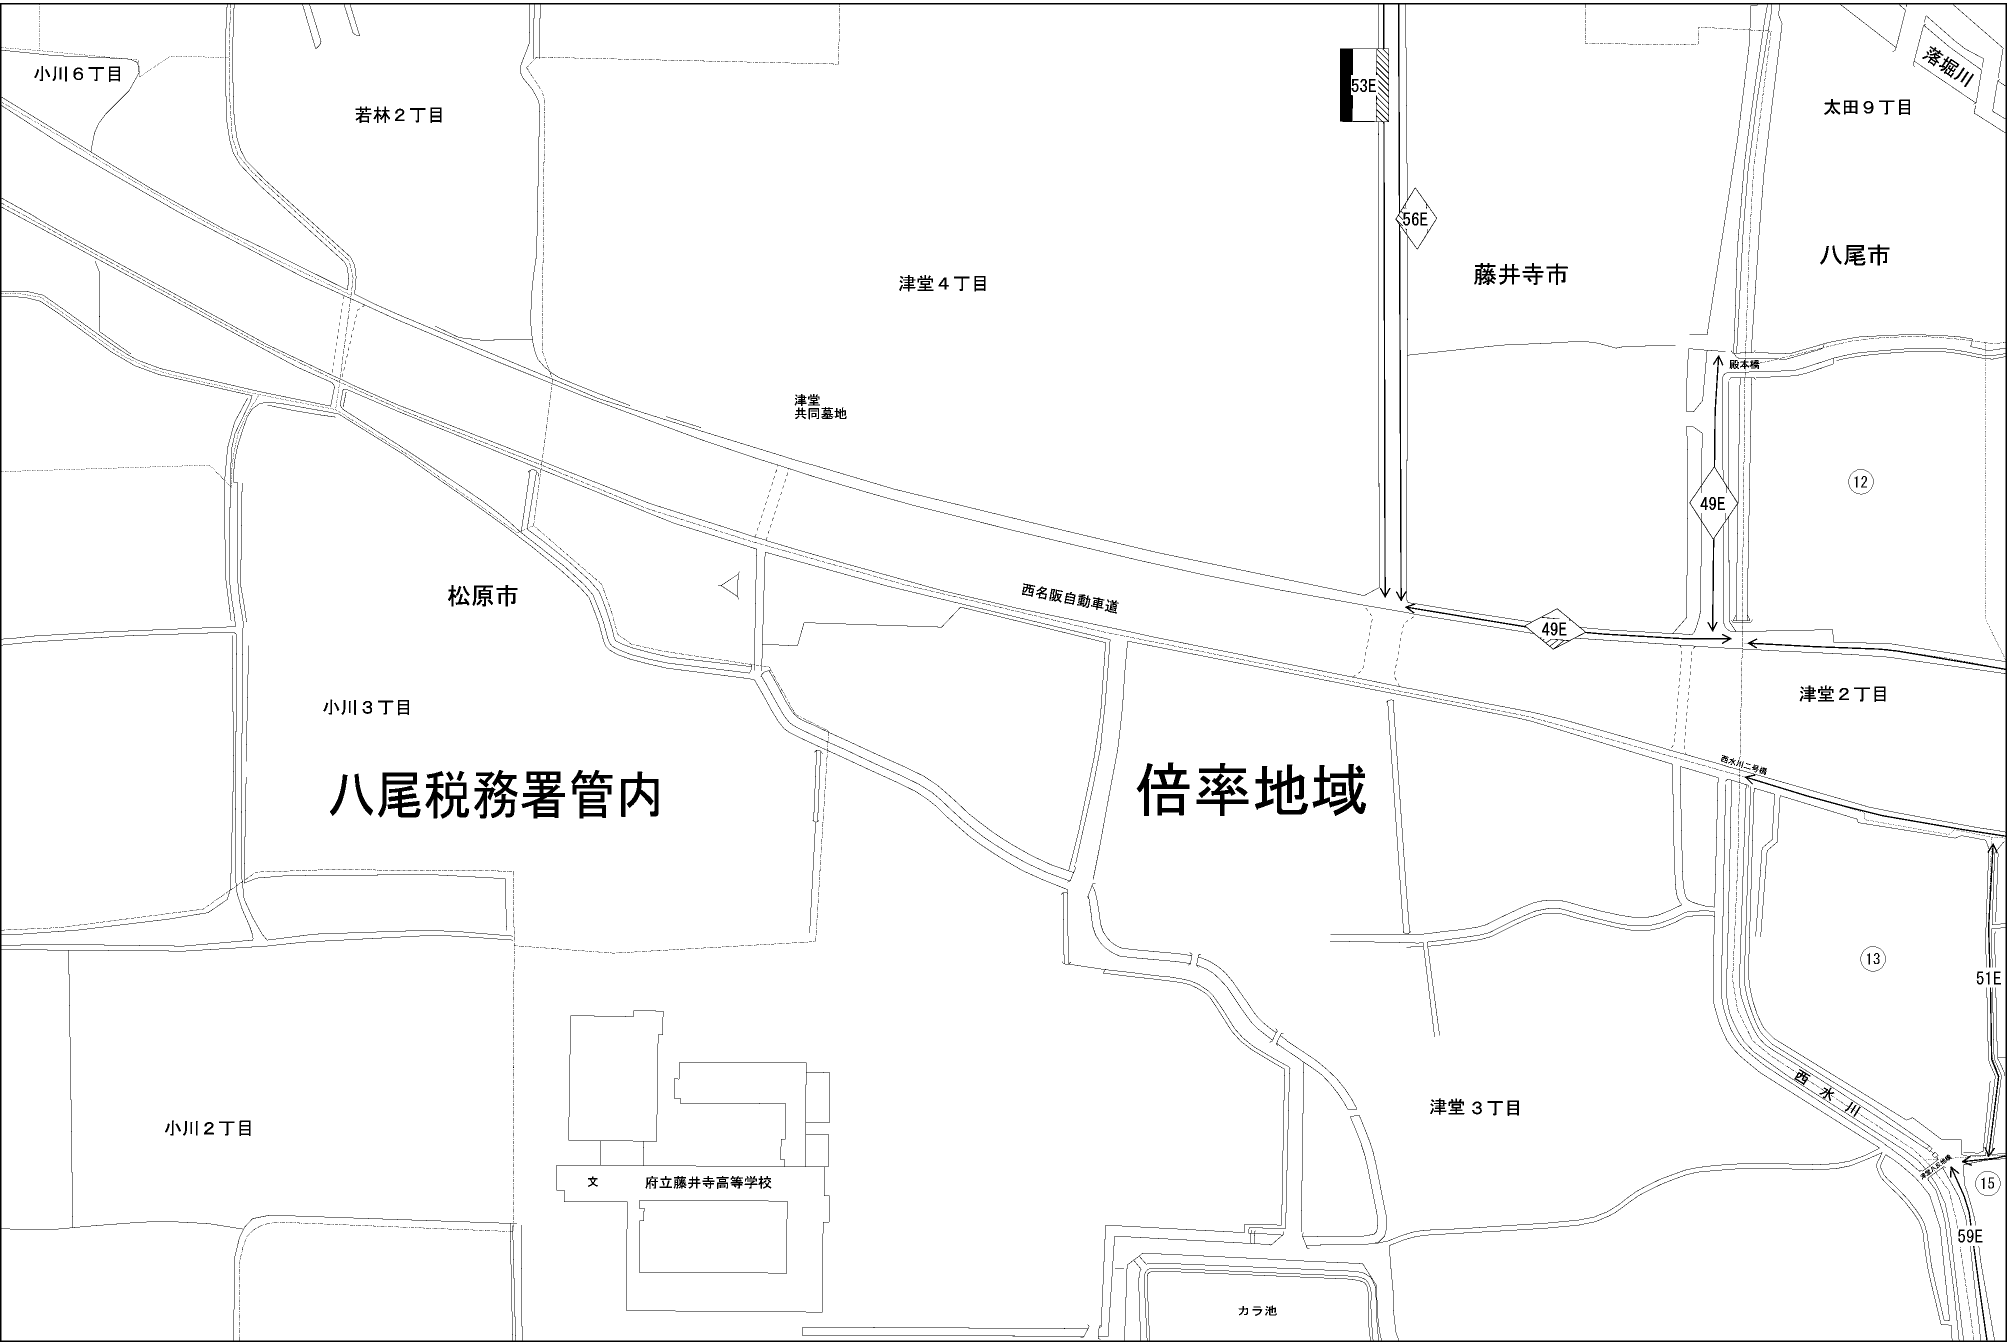 小川６丁目
若林２丁目
53E
落堀川
太田９丁目
56E
八尾市
藤井寺市
津堂４丁目
殿本橋
津堂
共同墓地
12
49E
松原市
西名阪自動車道
49E
津堂２丁目
小川３丁目
西水川二号橋
八尾税務署管内
倍率地域
13
51E
西水川
津堂３丁目
小川２丁目
文
府立藤井寺高等学校
15
59E
カラ池